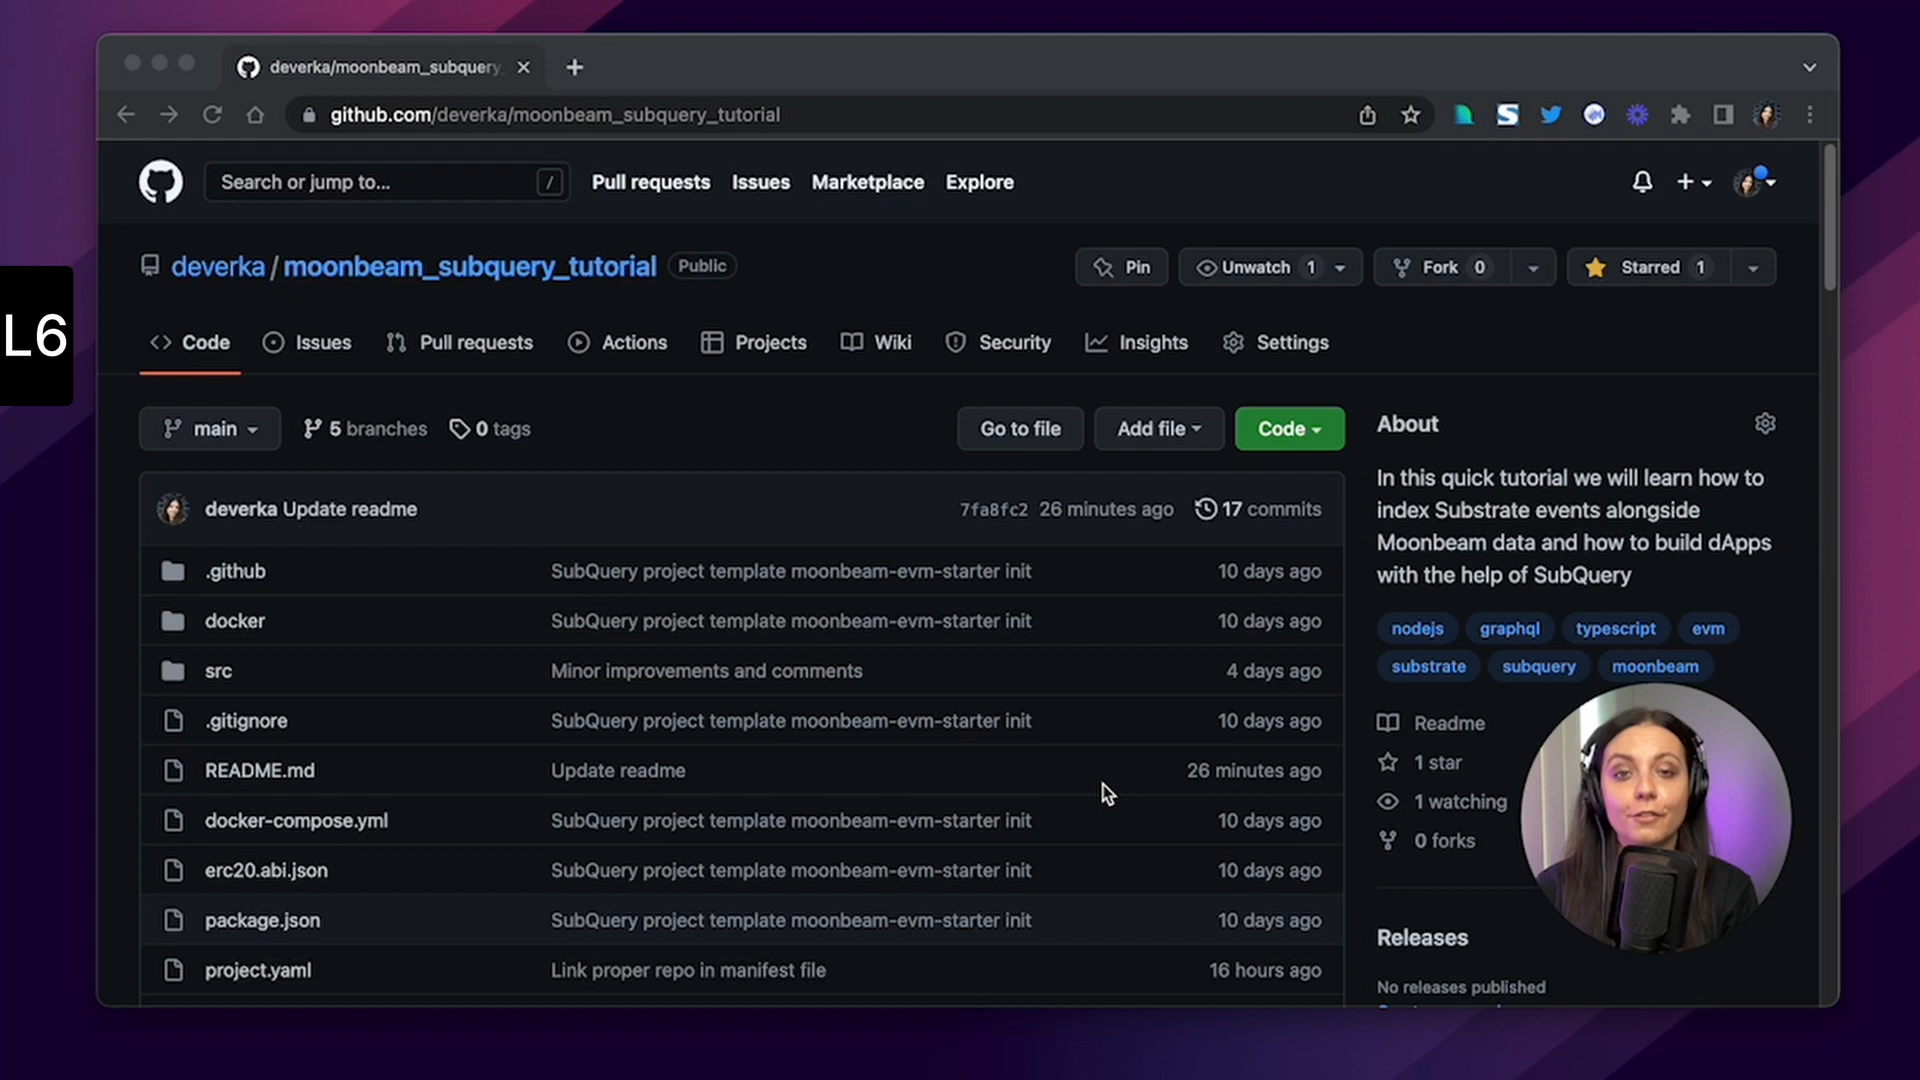 deverka/moonbeam_subquery
github.com/deverka/moonbeam_subquery_tutorial
Search or jump to... /
Pull requests Issues Marketplace Explore
deverka / moonbeam_subquery_tutorial Public
Pin Unwatch 1 Fork 0 Starred 1
L6
Code Issues Pull requests Actions Projects Wiki Security Insights Settings
main 5 branches 0 tags Go to file Add file Code
deverka Update readme 7fa8fc2 26 minutes ago 17 commits
.github SubQuery project template moonbeam-evm-starter init 10 days ago
docker SubQuery project template moonbeam-evm-starter init 10 days ago
src Minor improvements and comments 4 days ago
.gitignore SubQuery project template moonbeam-evm-starter init 10 days ago
README.md Update readme 26 minutes ago
docker-compose.yml SubQuery project template moonbeam-evm-starter init 10 days ago
erc20.abi.json SubQuery project template moonbeam-evm-starter init 10 days ago
package.json SubQuery project template moonbeam-evm-starter init 10 days ago
project.yaml Link proper repo in manifest file 16 hours ago
About
In this quick tutorial we will learn how to
index Substrate events alongside
Moonbeam data and how to build dApps
with the help of SubQuery
nodejs graphql typescript evm
substrate subquery moonbeam
Readme
1 star
1 watching
0 forks
Releases
No releases published